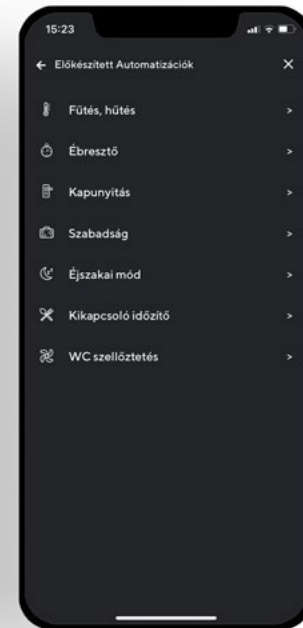 15:23
Előkészített Automatizációk
Fűtés, hűtés
Ébresztő
Kapunyitás
Szabadság
Éjszakai mód
Kikapcsoló időzítő
WC szellőztetés